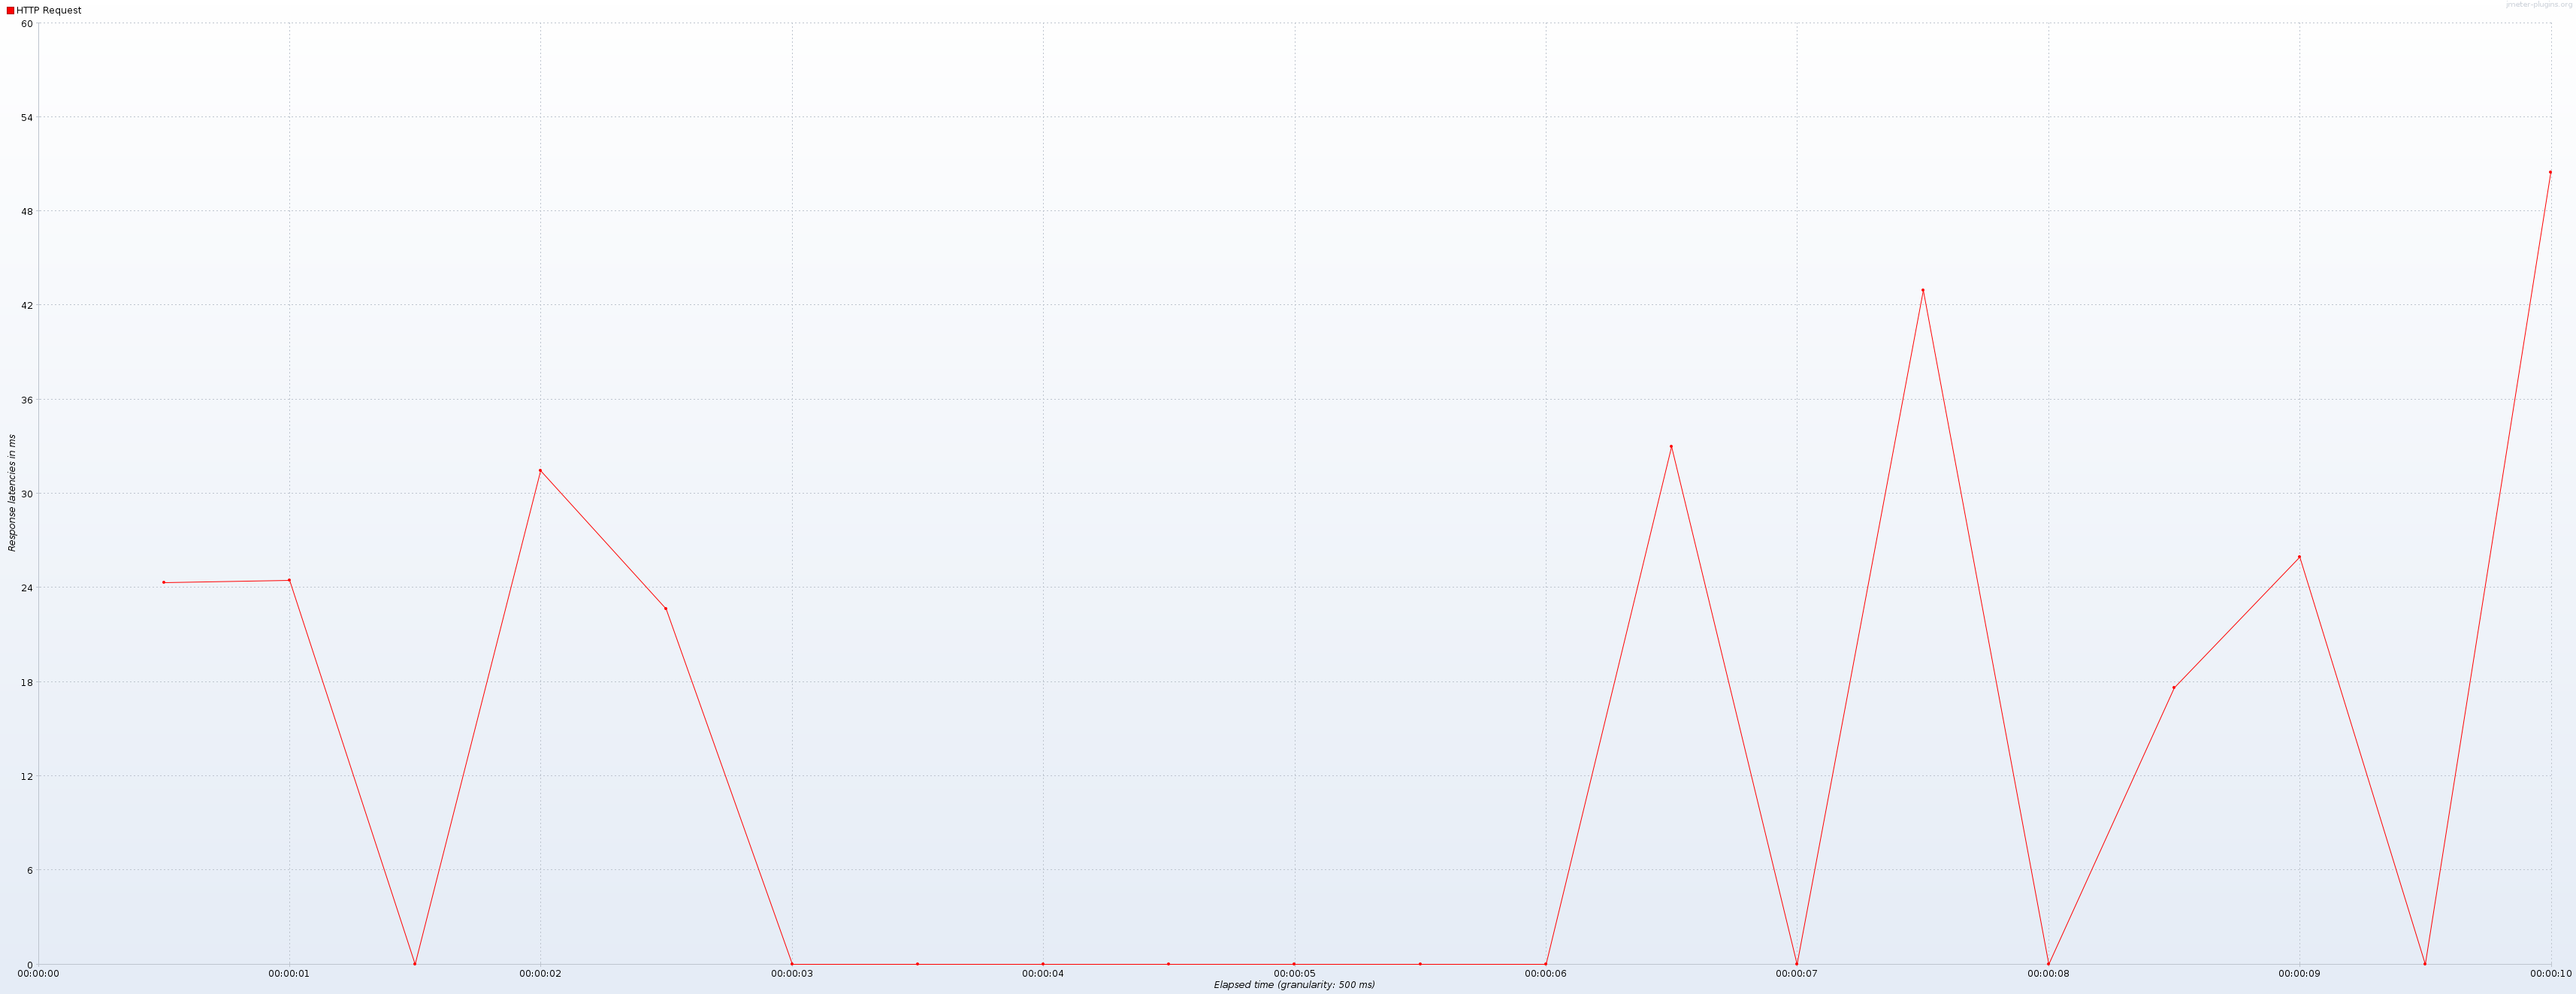 HTTP Request
jmeter-plugins.org
60
54
48
42
36
30
24
18
12
6
0
Response latencies in ms
00:00:00 00:00:01 00:00:02 00:00:03 00:00:04 00:00:05 00:00:06 00:00:07 00:00:08 00:00:09 00:00:10
Elapsed time (granularity: 500 ms)